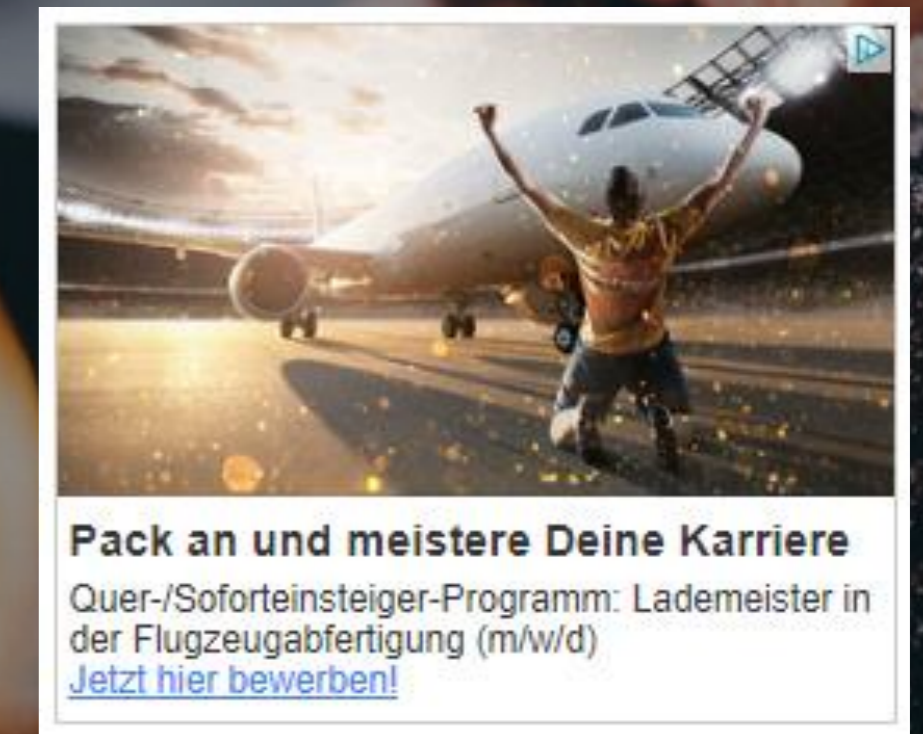 Pack an und meistere Deine Karriere
Quer-/Soforteinsteiger-Programm: Lademeister in
der Flugzeugabfertigung (m/w/d)
Jetzt hier bewerben!